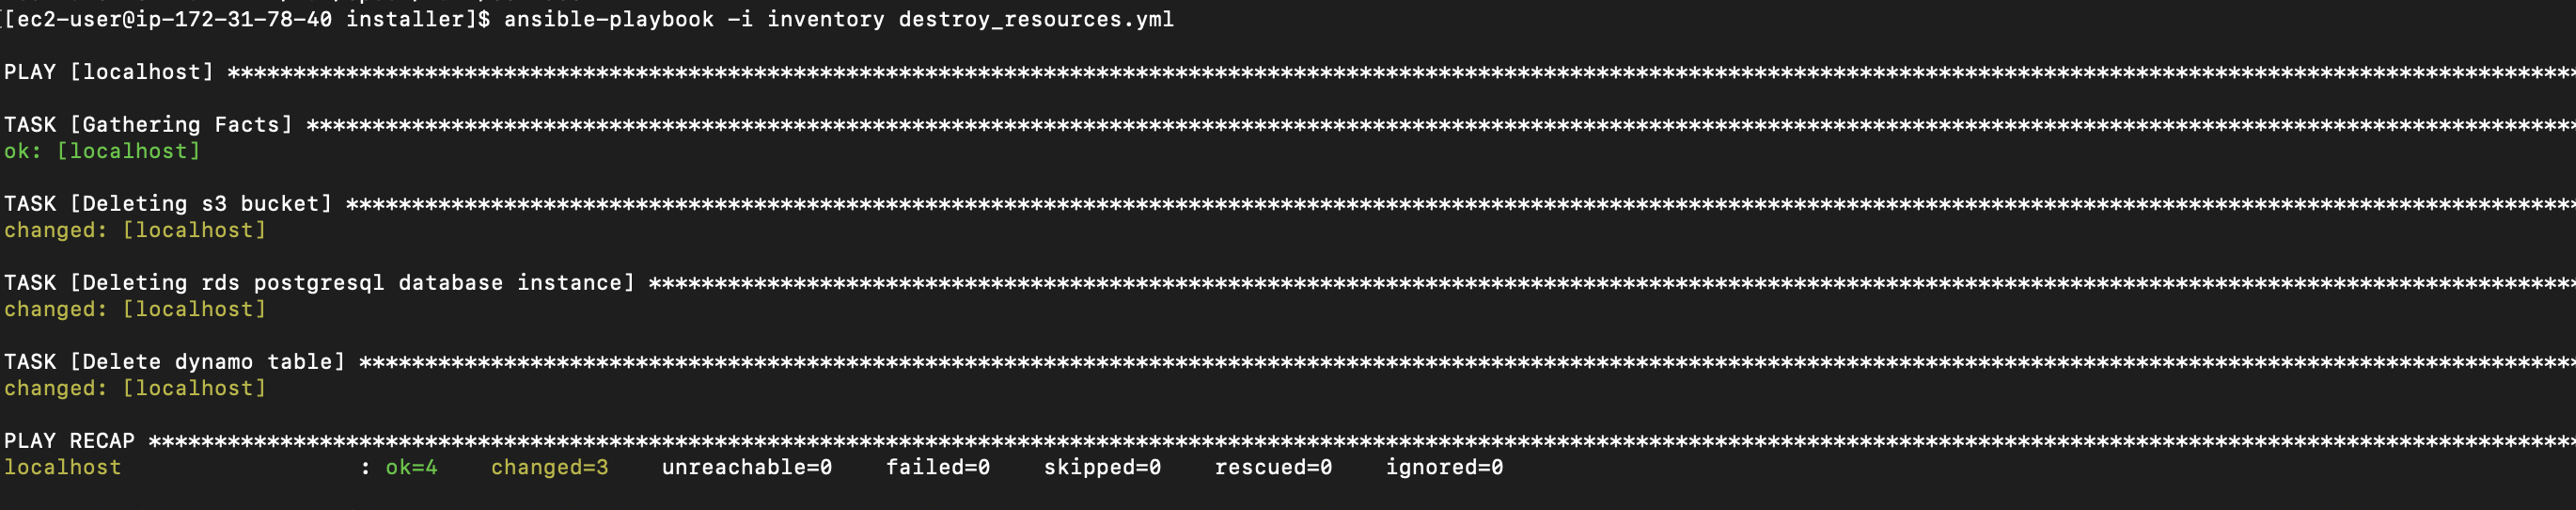 [[ec2-user@ip-172-31-78-40 installer]$ ansible-playbook -i inventory destroy_resources.yml
PLAY [localhost] ****************************************************************************************************************************************************************************************
TASK [Gathering Facts] **********************************************************************************************************************************************************************************
ok: [localhost]
TASK [Deleting s3 bucket] *******************************************************************************************************************************************************************************
changed: [localhost]
TASK [Deleting rds postgresql database instance] ********************************************************************************************************************************************************
changed: [localhost]
TASK [Delete dynamo table] ******************************************************************************************************************************************************************************
changed: [localhost]
PLAY RECAP **********************************************************************************************************************************************************************************************
localhost                  : ok=4    changed=3    unreachable=0    failed=0    skipped=0    rescued=0    ignored=0